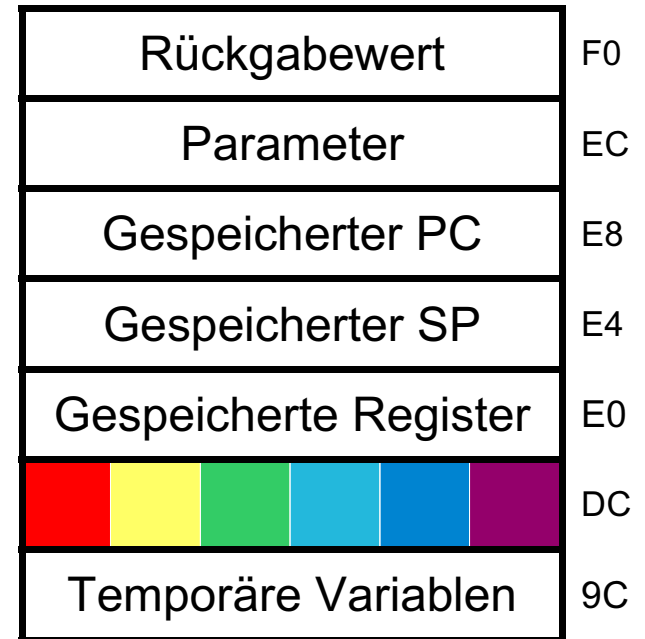 Rückgabewert F0
Parameter EC
Gespeicherter PC E8
Gespeicherter SP E4
Gespeicherte Register E0
DC
Temporäre Variablen 9C